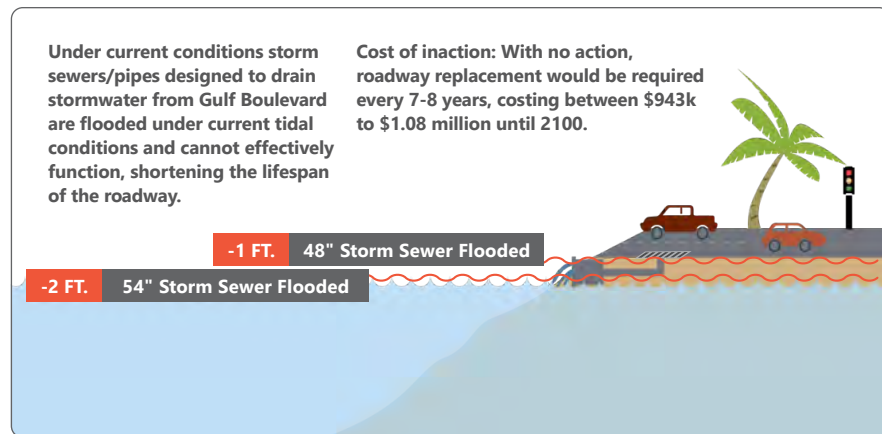 Under current conditions storm
sewers/pipes designed to drain
stormwater from Gulf Boulevard
are flooded under current tidal
conditions and cannot effectively
function, shortening the lifespan
of the roadway.
Cost of inaction: With no action,
roadway replacement would be required
every 7-8 years, costing between $943k
to $1.08 million until 2100.
-1 FT. 48" Storm Sewer Flooded
-2 FT. 54" Storm Sewer Flooded